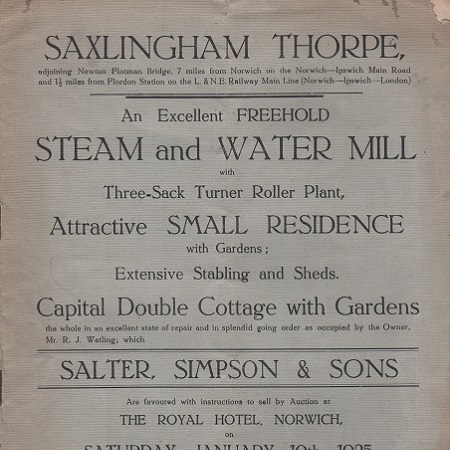 SAXLINGHAM THORPE,
adjoining Newton Flotman Bridge, 7 miles from Norwich on the Norwich—Ipswich Main Road
and 1½ miles from Flordon Station on the L. & N.E. Railway Main Line (Norwich—Ipswich—London)
An Excellent FREEHOLD
STEAM and WATER MILL
with
Three-Sack Turner Roller Plant,
Attractive SMALL RESIDENCE
with Gardens;
Extensive Stabling and Sheds.
Capital Double Cottage with Gardens
the whole in an excellent state of repair and in splendid going order as occupied by the Owner,
Mr. R. J. Watling; which
SALTER, SIMPSON & SONS
Are favoured with instructions to sell by Auction at
THE ROYAL HOTEL, NORWICH,
on
SATURDAY, JANUARY 10th, 1925